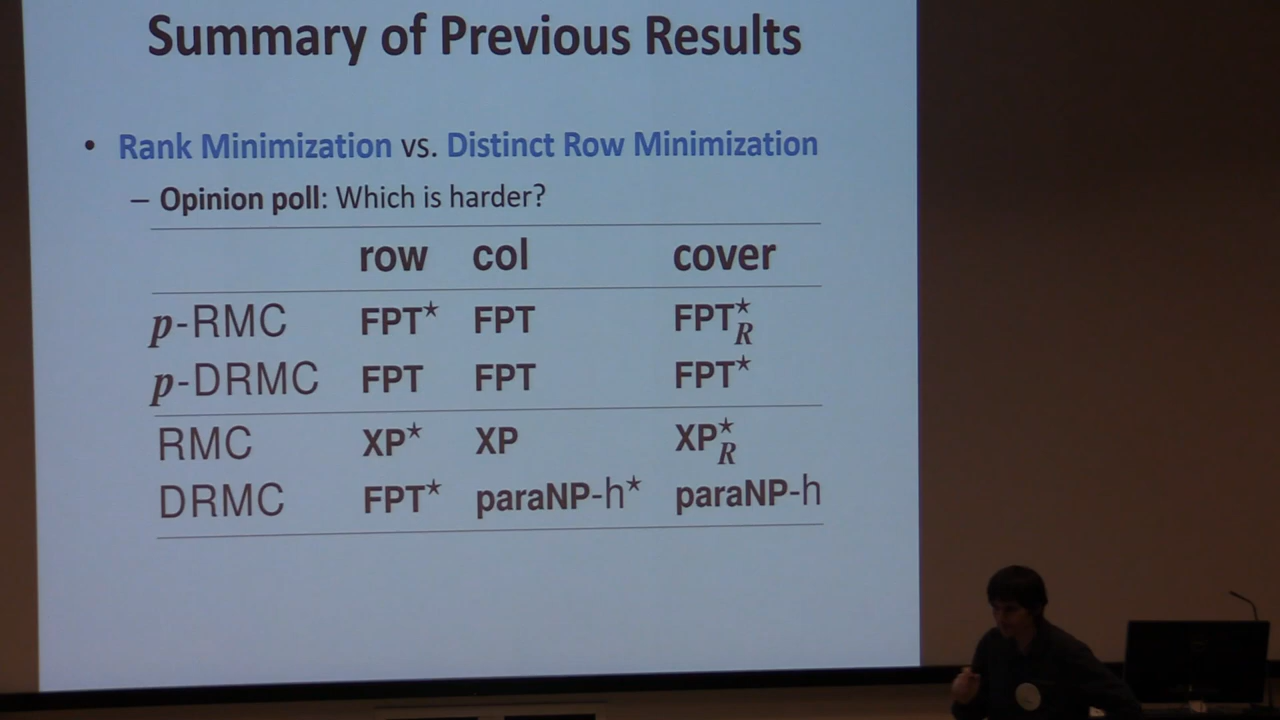 Summary of Previous Results
• Rank Minimization vs. Distinct Row Minimization
– Opinion poll: Which is harder?
row col cover
p-RMC FPT★ FPT FPT★R
p-DRMC FPT FPT FPT★
RMC XP★ XP XP★R
DRMC FPT★ paraNP-h★ paraNP-h